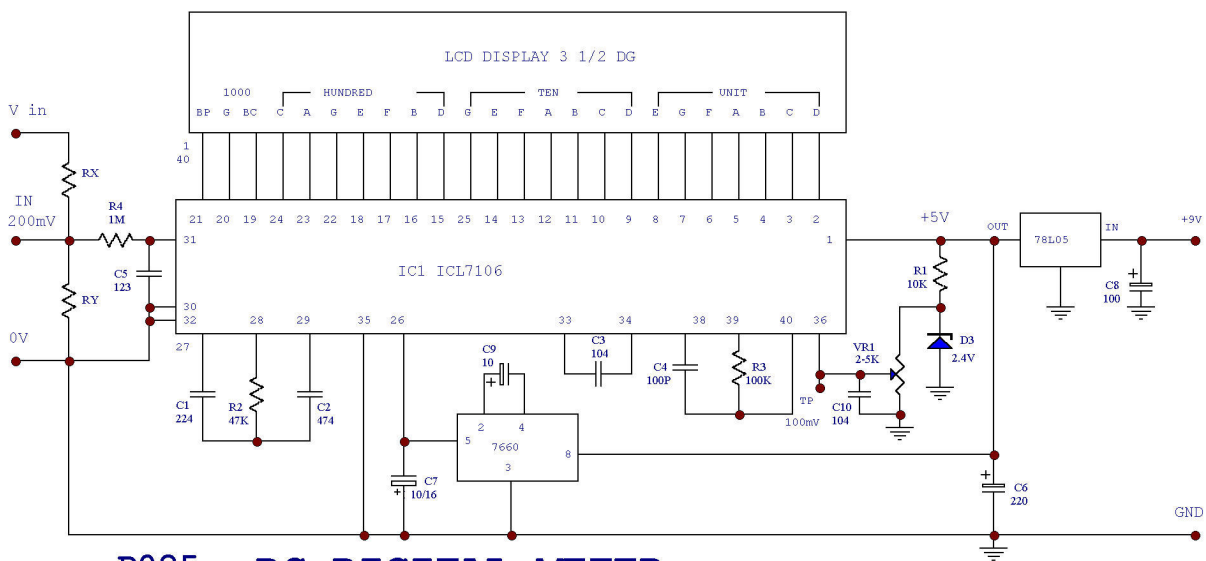 LCD DISPLAY 3 1/2 DG
1000 HUNDRED TEN UNIT
BP G BC C A G E F B D G E F A B C D E G F A B C D
V in
1
40
RX
IN
200mV
R4
1M
21 20 19 24 23 22 18 17 16 15 25 14 13 12 11 10 9 8 7 6 5 4 3 2
+5V
OUT
78L05
IN
+9V
31
1
IC1 ICL7106
C5
123
R1
10K
C8
100
RY
30
32
28 29 35 26 33 34 38 39 40 36
0V
27
C9
10
C3
104
C4
100P
R3
100K
VR1
2-5K
D3
2.4V
TP
100mV
C10
104
C1
224
R2
47K
C2
474
2 4
7660
5
8
3
C7
10/16
C6
220
GND